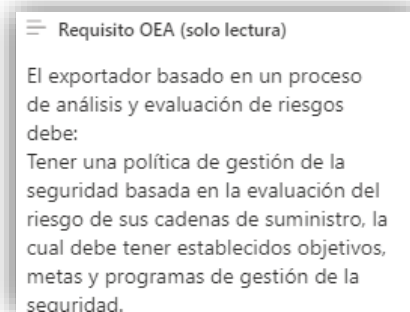 Requisito OEA (solo lectura)
El exportador basado en un proceso
de análisis y evaluación de riesgos
debe:
Tener una política de gestión de la
seguridad basada en la evaluación del
riesgo de sus cadenas de suministro, la
cual debe tener establecidos objetivos,
metas y programas de gestión de la
seguridad.